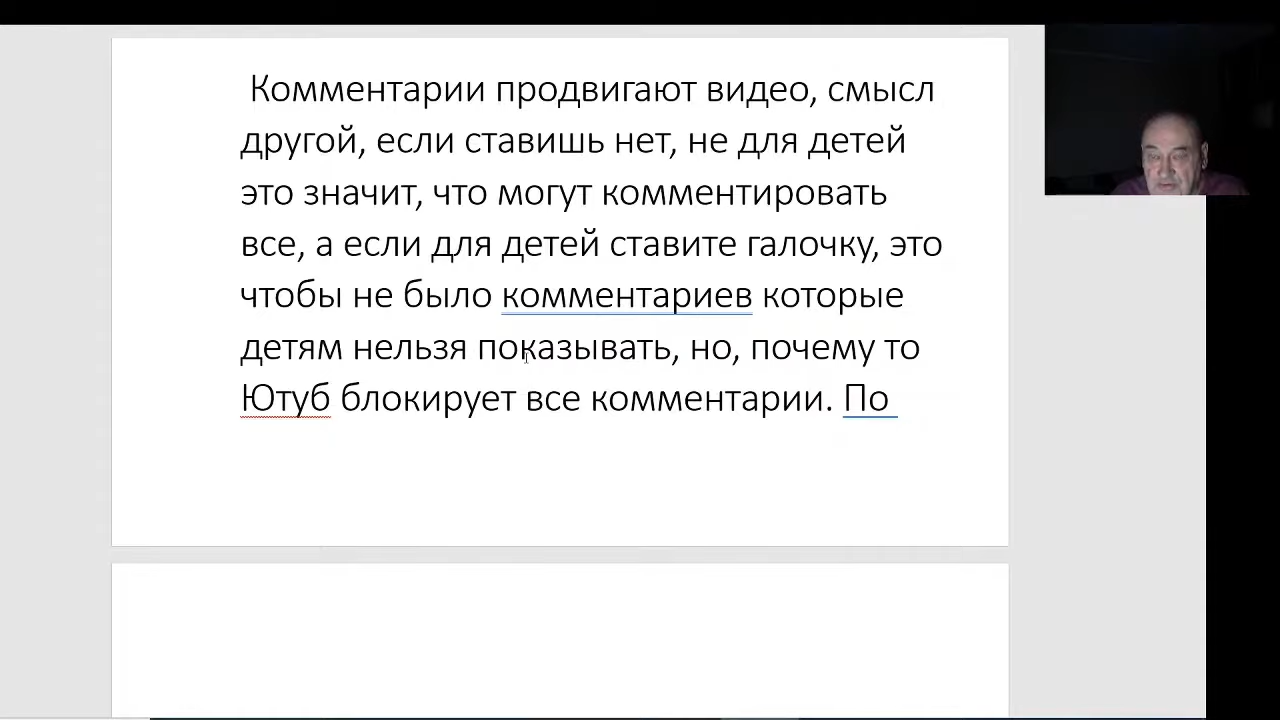 Комментарии продвигают видео, смысл
другой, если ставишь нет, не для детей
это значит, что могут комментировать
все, а если для детей ставите галочку, это
чтобы не было комментариев которые
детям нельзя показывать, но, почему то
Ютуб блокирует все комментарии. По